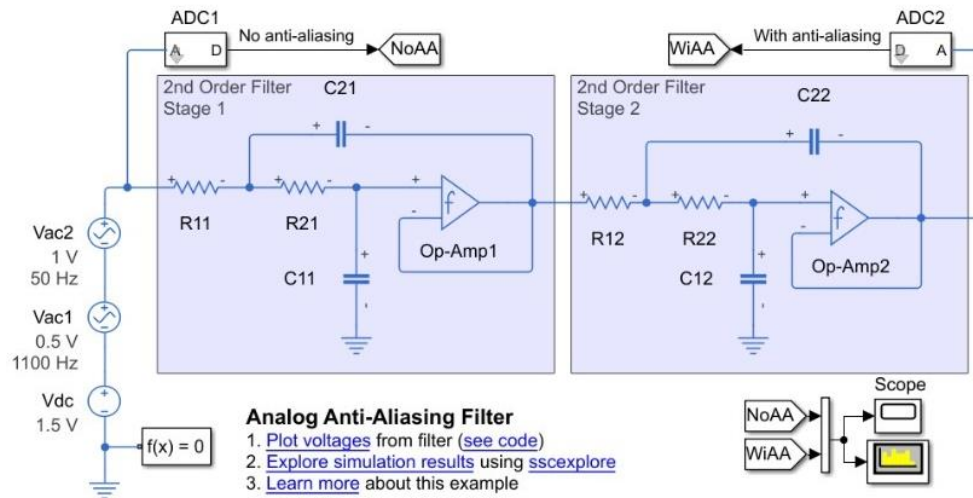 ADC1
A D
No anti-aliasing
NoAA
WiAA
With anti-aliasing
ADC2
D A
2nd Order Filter
Stage 1
C21
+ -
+ -
R11
+ -
R21
+
-
Op-Amp1
C11
+
-
2nd Order Filter
Stage 2
C22
+ -
+ -
R12
+ -
R22
+
-
Op-Amp2
C12
+
-
Vac2
1 V
50 Hz
Vac1
0.5 V
1100 Hz
Vdc
1.5 V
f(x) = 0
Analog Anti-Aliasing Filter
1. Plot voltages from filter (see code)
2. Explore simulation results using sscexplore
3. Learn more about this example
Scope
NoAA
WiAA